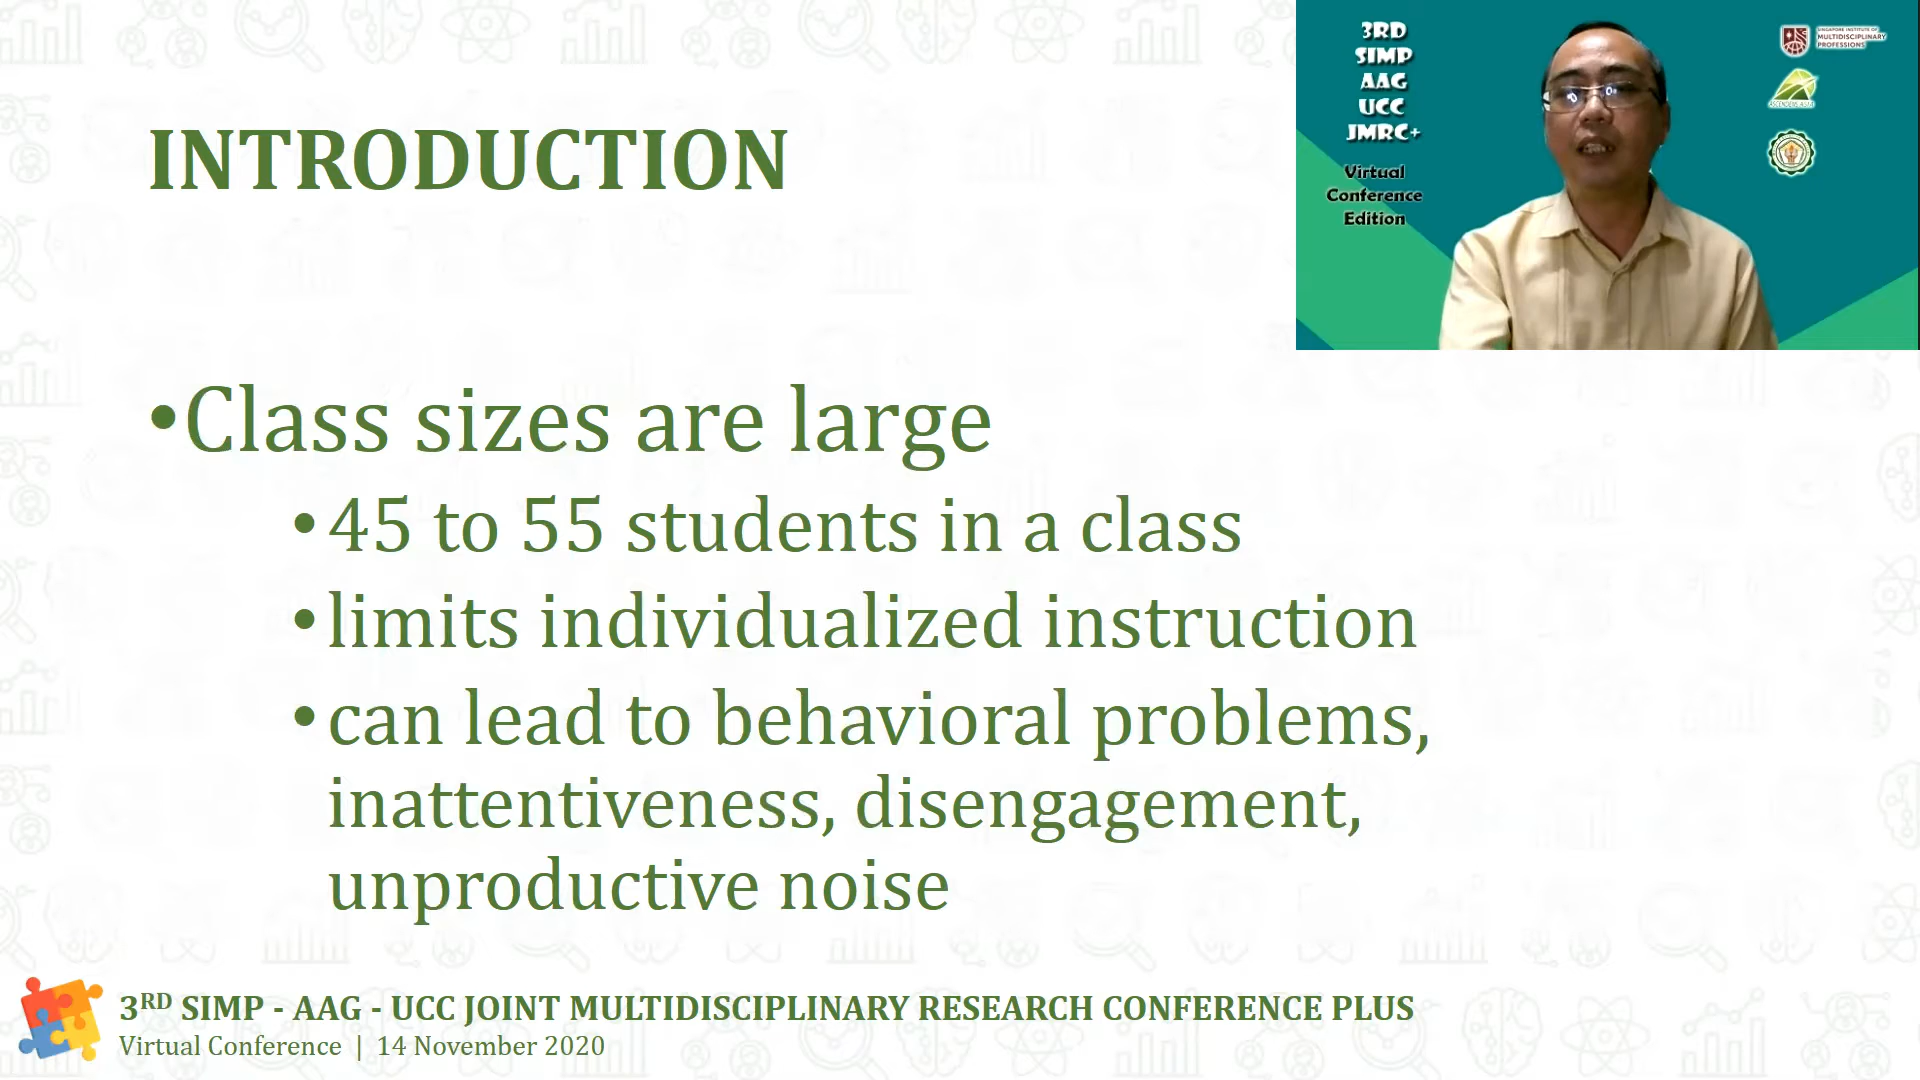 INTRODUCTION
3RD
SIMP
AAG
UCC
JMRC+
Virtual
Conference
Edition
SINGAPORE INSTITUTE OF
MULTIDISCIPLINARY
PROFESSIONS
•Class sizes are large
•45 to 55 students in a class
•limits individualized instruction
•can lead to behavioral problems,
inattentiveness, disengagement,
unproductive noise
3RD SIMP - AAG - UCC JOINT MULTIDISCIPLINARY RESEARCH CONFERENCE PLUS
Virtual Conference | 14 November 2020